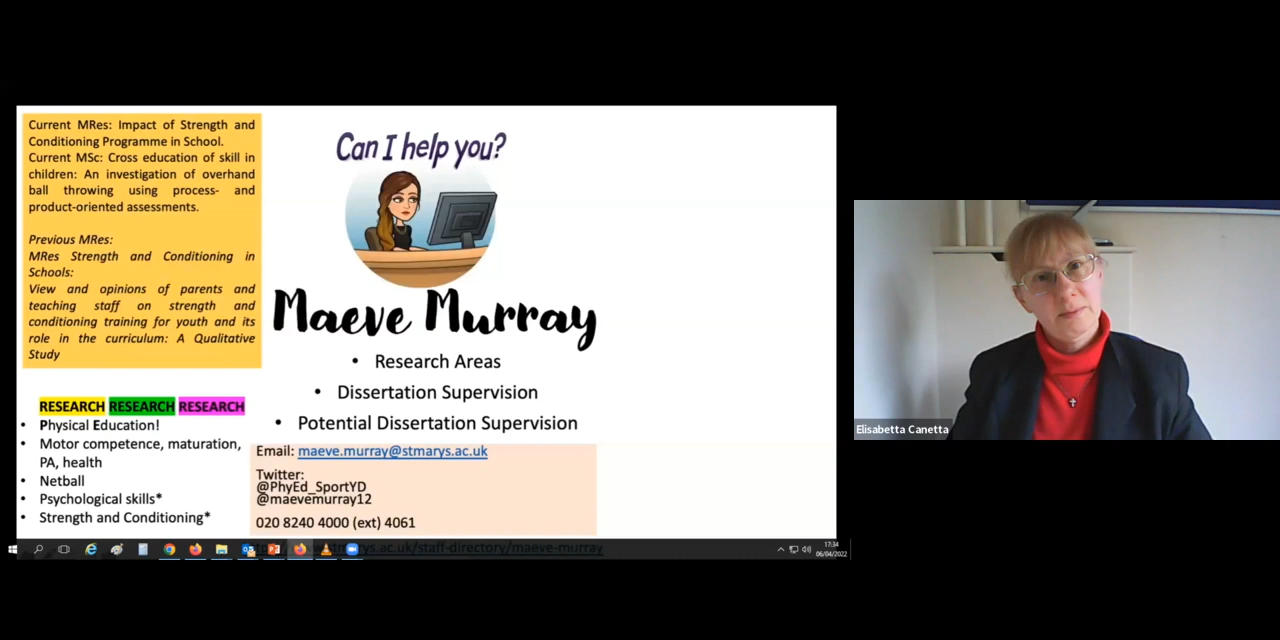 Current MRes: Impact of Strength and
Conditioning Programme in School.
Current MSc: Cross education of skill in
children: An investigation of overhand
ball throwing using process- and
product-oriented assessments.
Previous MRes:
MRes Strength and Conditioning in
Schools:
View and opinions of parents and
teaching staff on strength and
conditioning training for youth and its
role in the curriculum: A Qualitative
Study
RESEARCH RESEARCH RESEARCH
• Physical Education!
• Motor competence, maturation,
PA, health
• Netball
• Psychological skills*
• Strength and Conditioning*
Can I help you?
Maeve Murray
• Research Areas
• Dissertation Supervision
• Potential Dissertation Supervision
Email: maeve.murray@stmarys.ac.uk
Twitter:
@PhyEd_SportYD
@maevemurray12
020 8240 4000 (ext) 4061
stmarys.ac.uk/staff-directory/maeve-murray
17:34
06/04/2022
Elisabetta Canetta